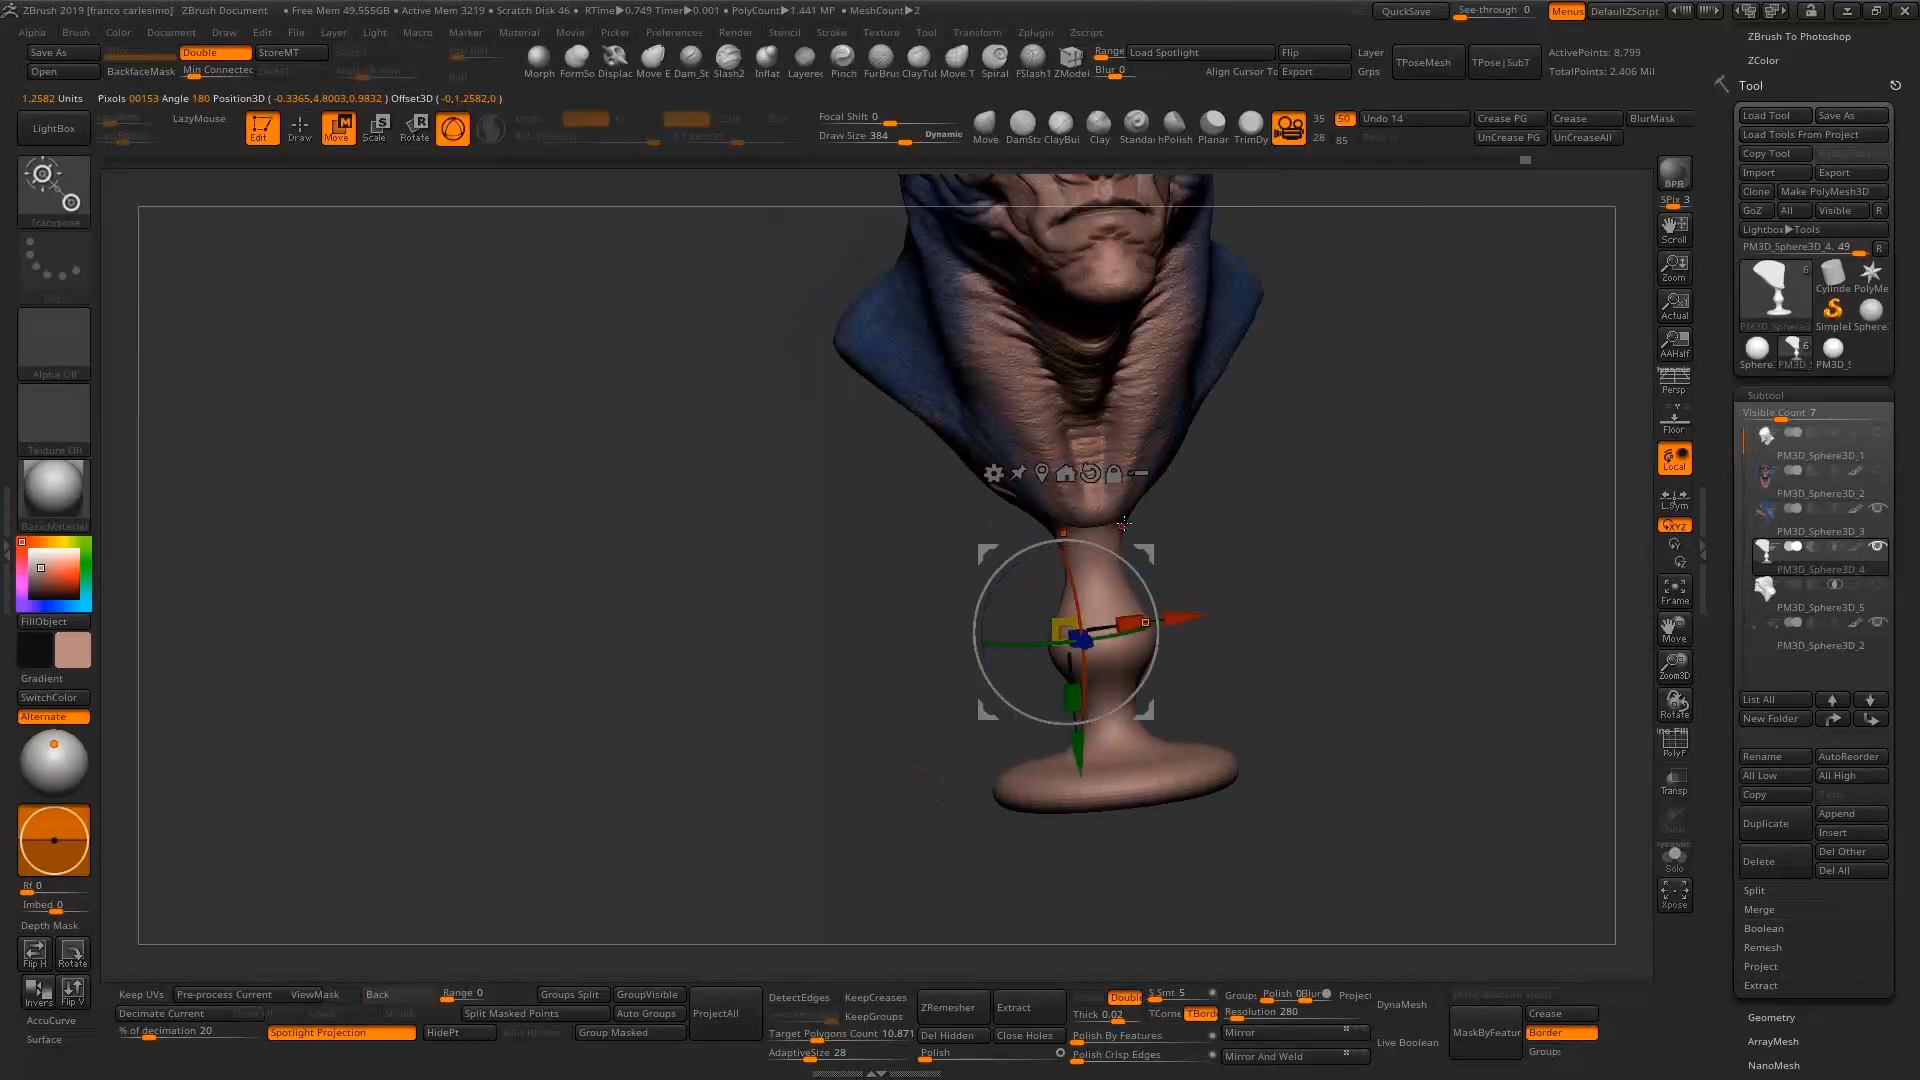 ZBrush 2019 [franco carlesimo]   ZBrush Document   • Free Mem 49,555GB • Active Mem 3219 • Scratch Disk 46 • RTime▶0.749 Timer▶0.001 • PolyCount▶1.441 MP • MeshCount▶2   QuickSave   See-through 0   Menus   DefaultZScript
Alpha Brush Color Document Draw Edit File Layer Light Macro Marker Material Movie Picker Preferences Render Stencil Stroke Texture Tool Transform Zplugin Zscript
ZBrush To Photoshop
ZColor
Tool
Save As   Double   StoreMT
Open   BackfaceMask   Min Connected   DelMT
Morph FormSo Displac Move E Dam_St Slash2 Inflat Layered Pinch FurBrus ClayTul Move T Spiral FSlash1 ZModel
Range   Load Spotlight   Flip   Layer   TPoseMesh   TPose|SubT   ActivePoints: 8,799
Blur 0   Align Cursor To   Export   Grps   TotalPoints: 2.406 Mil
1.2582 Units   Pixols 00153 Angle 180 Position3D ( -0.3365,4.8003,0.9832 ) Offset3D ( -0,1.2582,0 )
LightBox   LazyMouse   Edit   Draw   Move   Scale   Rotate
Focal Shift 0
Draw Size 384   Dynamic
Move DamSt ClayBui Clay Standa hPolish Planar TrimDy
35 50 Undo 14   Crease PG   Crease   BlurMask
28 85   UnCrease PG   UnCreaseAll
Transpose
Alpha Off
Texture Off
BasicMaterial
FillObject
Gradient
SwitchColor
Alternate
Rf 0
Imbed 0
Depth Mask
Flip H   Rotate
Invers   Flip V
AccuCurve
Surface
BPR
SPix 3
Scroll
Zoom
Actual
AAHalf
Persp
Floor
Local
L.Sym
XYZ
Frame
Move
Zoom3D
Rotate
PolyF
Transp
Solo
Xpose
Load Tool   Save As
Load Tools From Project
Copy Tool
Import   Export
Clone   Make PolyMesh3D
GoZ   All   Visible   R
Lightbox▶Tools
PM3D_Sphere3D_4. 49   R
6   Cylinde   PolyMe
PM3D_Sphere3   SimpleI   Sphere
Sphere   PM3D_   PM3D_
Subtool
Visible Count 7
PM3D_Sphere3D_1
PM3D_Sphere3D_2
PM3D_Sphere3D_3
PM3D_Sphere3D_4
PM3D_Sphere3D_5
PM3D_Sphere3D_2
List All
New Folder
Rename   AutoReorder
All Low   All High
Copy
Duplicate   Append
Insert
Delete   Del Other
Del All
Split
Merge
Boolean
Remesh
Project
Extract
Geometry
ArrayMesh
NanoMesh
Keep UVs   Pre-process Current   ViewMask   Back   Range 0   Groups Split   GroupVisible
Decimate Current   Split Masked Points   Auto Groups   ProjectAll
% of decimation 20   Spotlight Projection   HidePt   Group Masked
DetectEdges   KeepCreases   ZRemesher   Extract   Double   S Smt 5   Group:   Polish 0 Blur   Projec
KeepGroups   Thick 0.02   TCorne   TBord   Resolution 280   DynaMesh
Target Polygons Count 10.871   Del Hidden   Close Holes   Polish By Features   Mirror   Live Boolean
AdaptiveSize 28   Polish   Polish Crisp Edges   Mirror And Weld
MaskByFeatur   Crease
Border
Group: